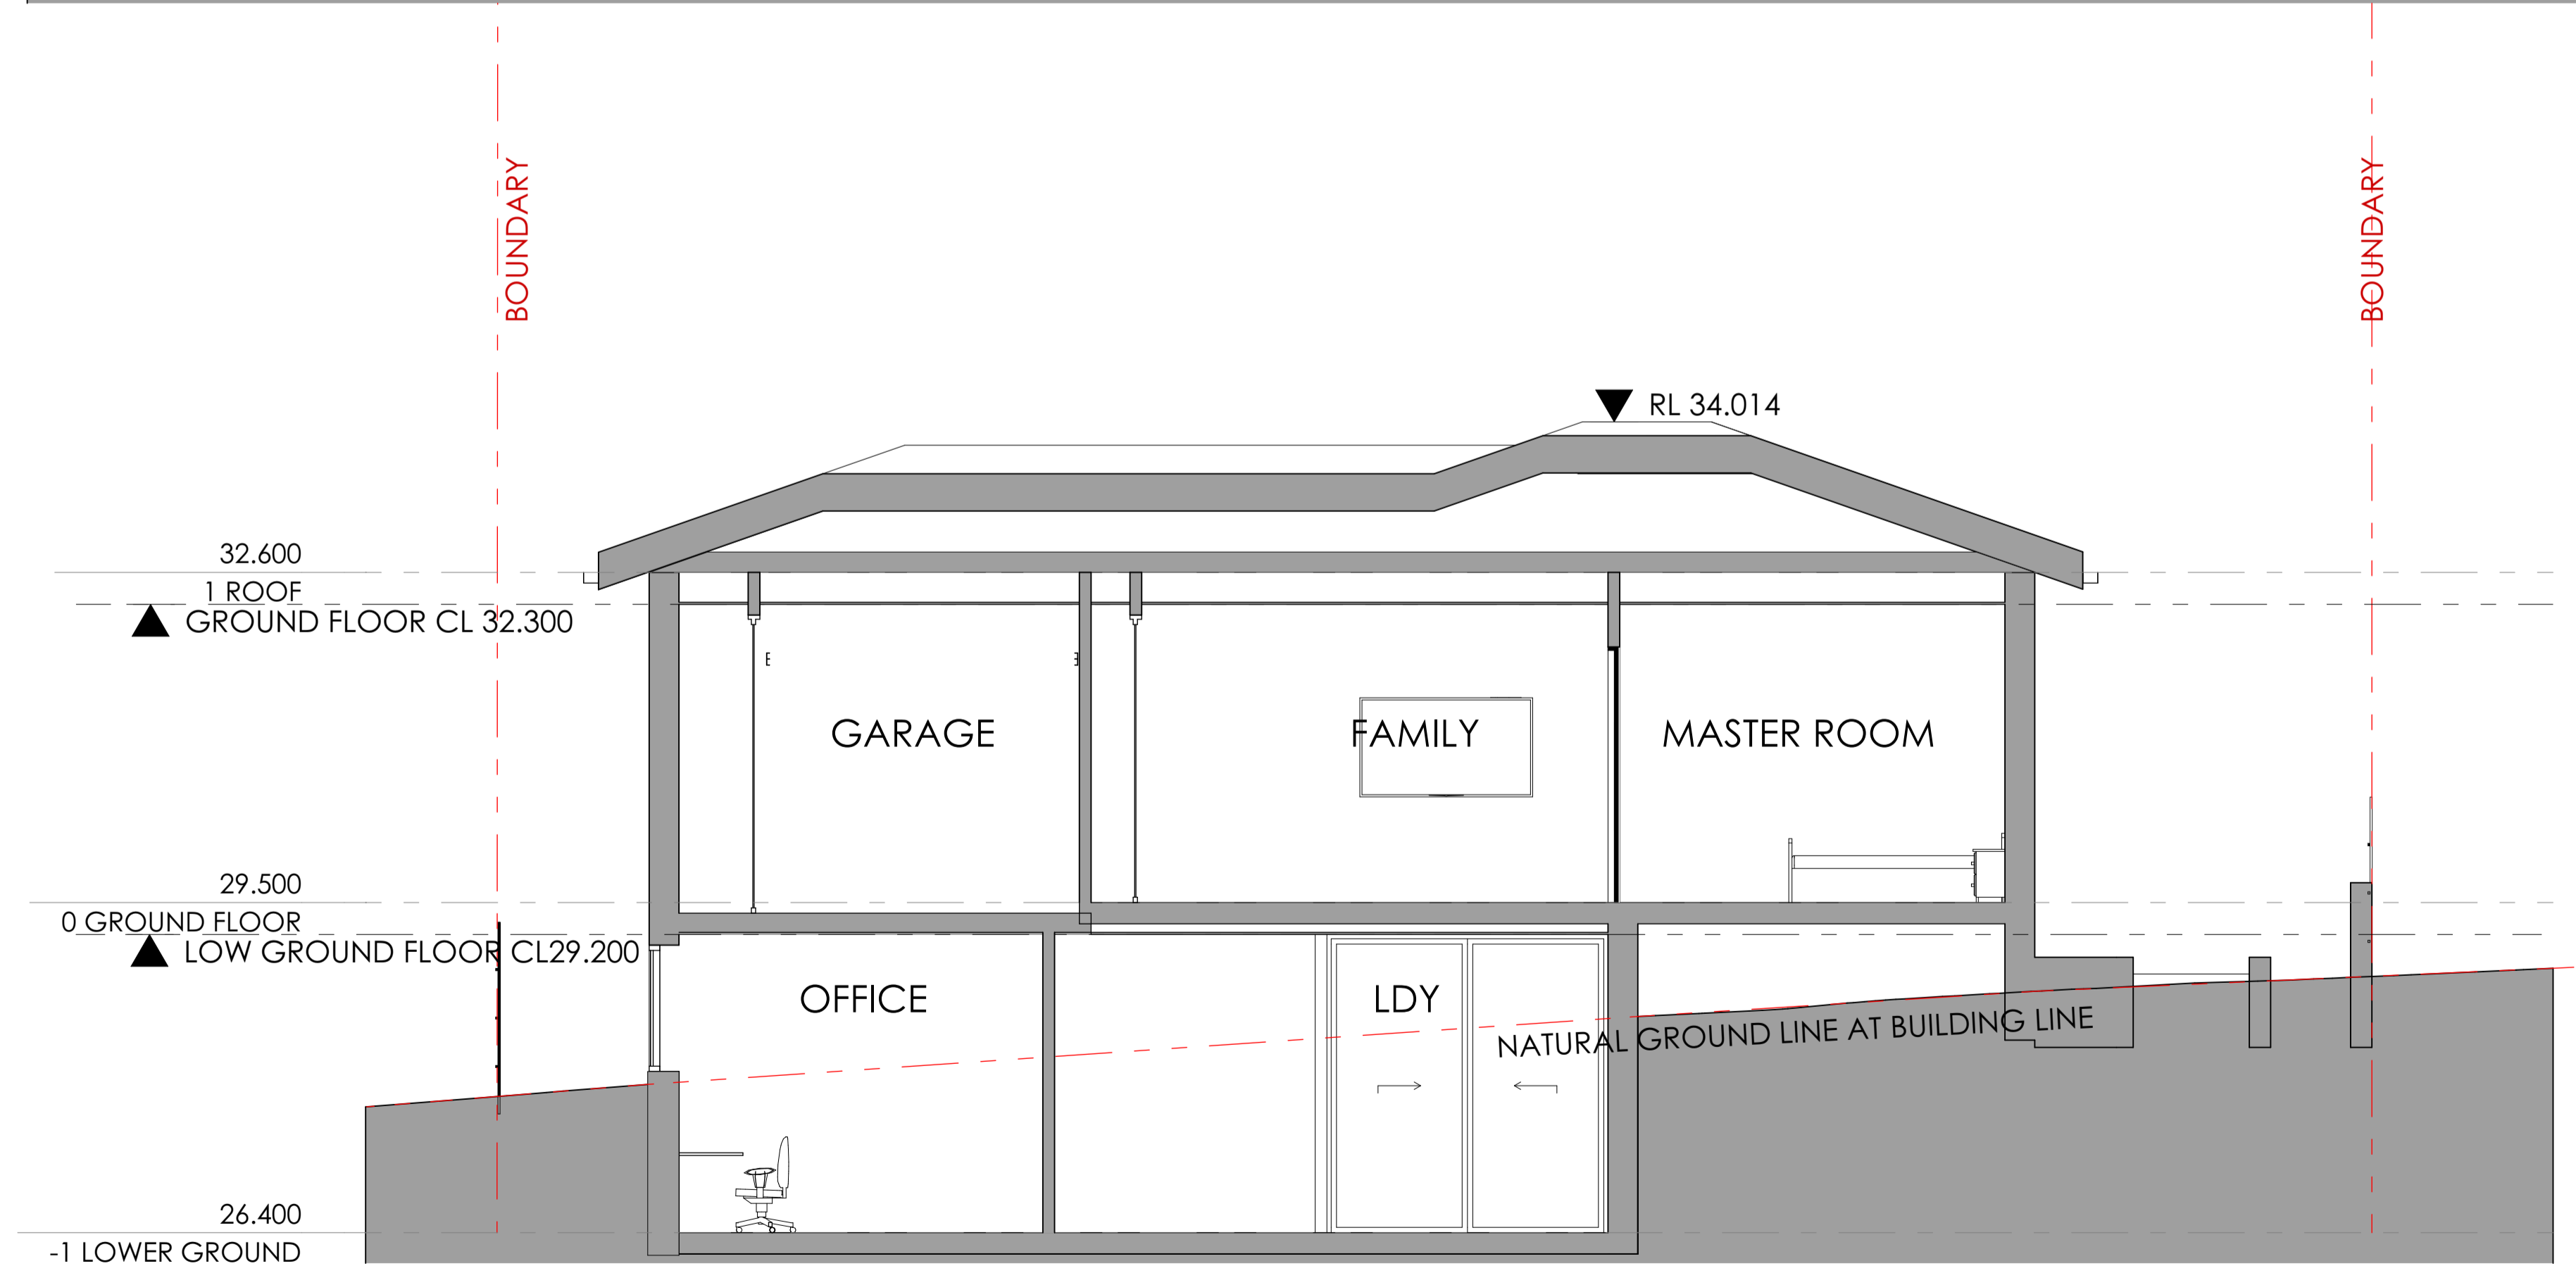 BOUNDARY
BOUNDARY
RL 34.014
32.600
1 ROOF
GROUND FLOOR CL 32.300
GARAGE
FAMILY
MASTER ROOM
29.500
0 GROUND FLOOR
LOW GROUND FLOOR CL29.200
OFFICE
LDY
NATURAL GROUND LINE AT BUILDING LINE
26.400
-1 LOWER GROUND